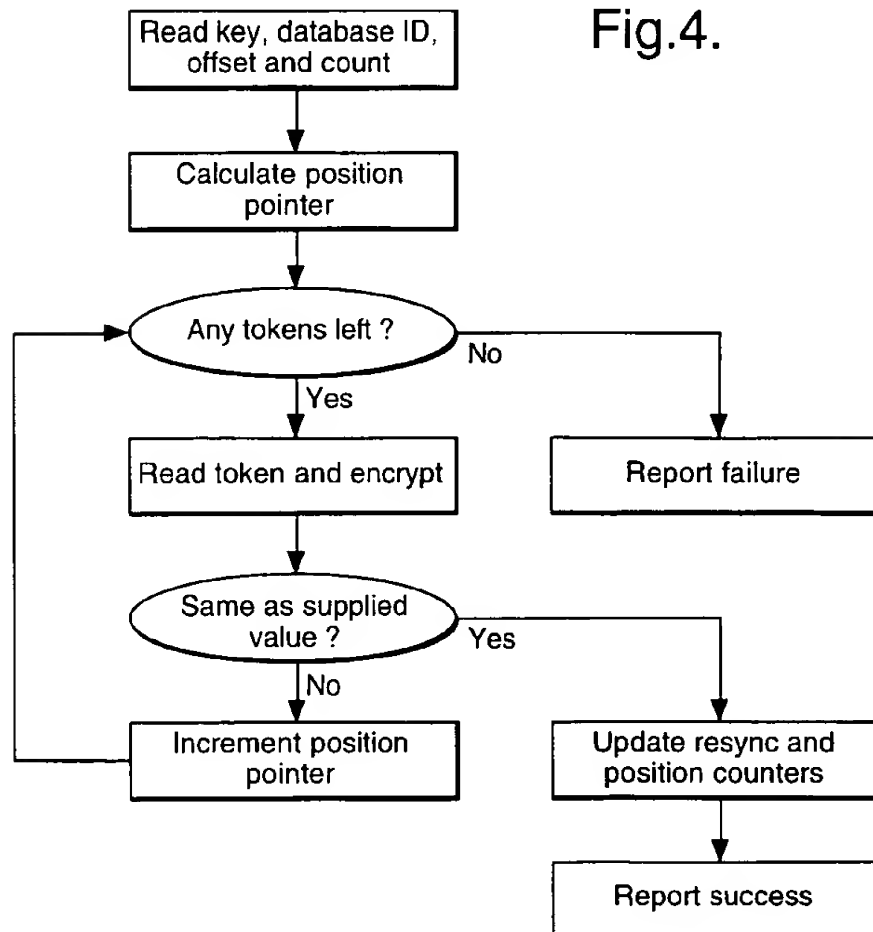 Fig.4.
Read key, database ID,
offset and count
Calculate position
pointer
Any tokens left ?
No
Yes
Read token and encrypt
Report failure
Same as supplied
value ?
Yes
No
Increment position
pointer
Update resync and
position counters
Report success